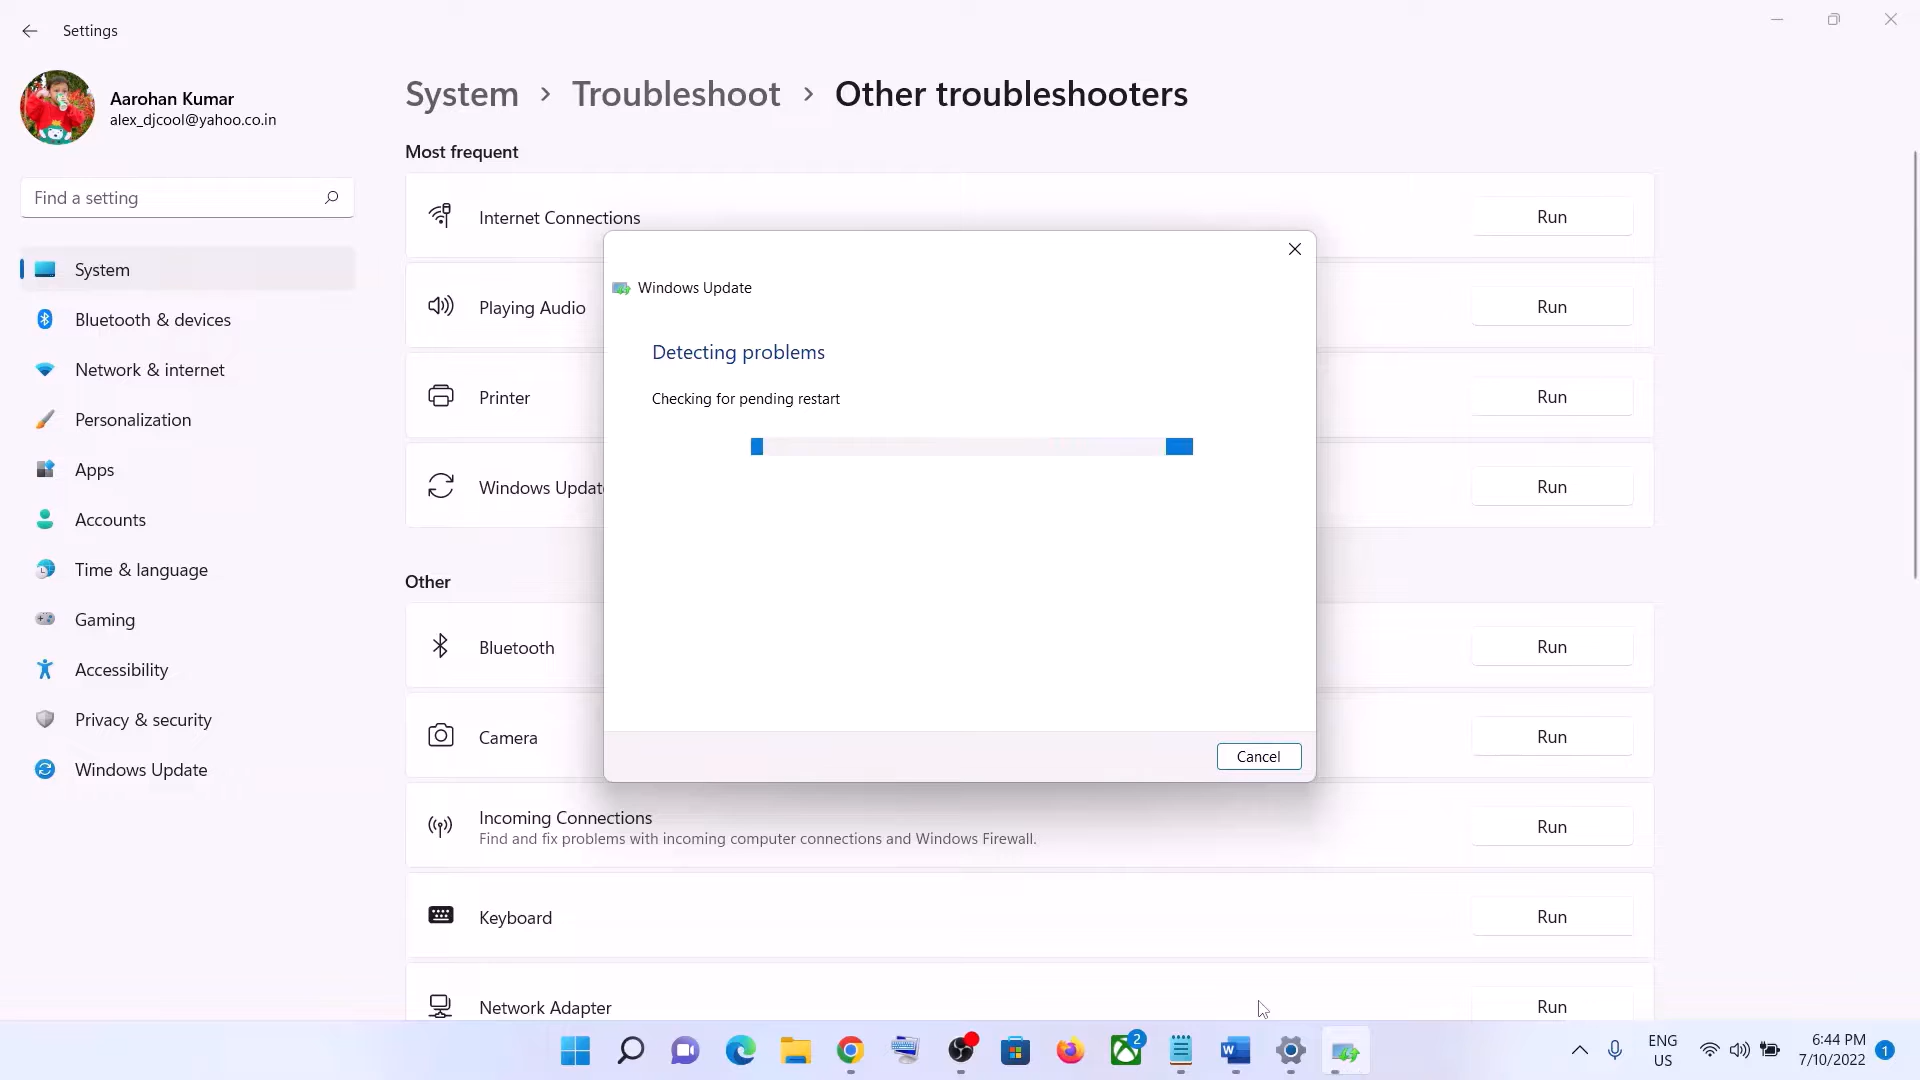 Settings
Aarohan Kumar
alex_djcool@yahoo.co.in
Find a setting
System
Bluetooth & devices
Network & internet
Personalization
Apps
Accounts
Time & language
Gaming
Accessibility
Privacy & security
Windows Update
System > Troubleshoot > Other troubleshooters
Most frequent
Internet Connections
Run
Playing Audio
Run
Printer
Run
Windows Updat
Run
Windows Update
Detecting problems
Checking for pending restart
Cancel
Other
Bluetooth
Run
Camera
Run
Incoming Connections
Find and fix problems with incoming computer connections and Windows Firewall.
Run
Keyboard
Run
Network Adapter
Run
2
ENG
US
6:44 PM
7/10/2022
1